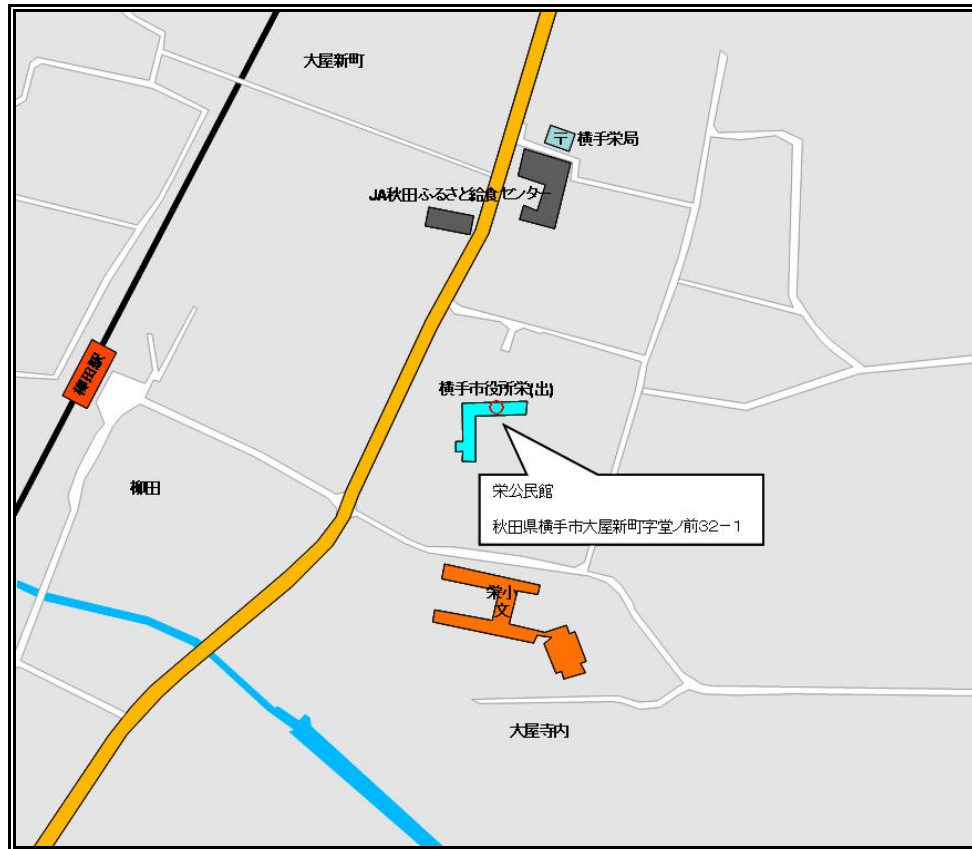 大屋新町
〒 横手栄局
JA秋田ふるさと給食センター
柳田駅
横手市役所栄(出)
柳田
栄公民館
秋田県横手市大屋新町字堂ノ前32－1
栄小
文
大屋寺内